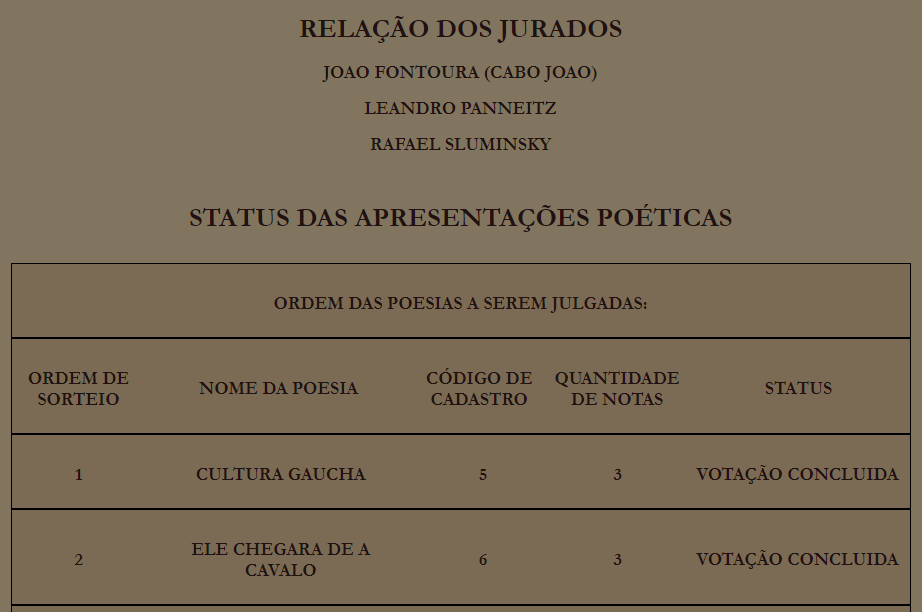 RELAÇÃO DOS JURADOS
JOAO FONTOURA (CABO JOAO)
LEANDRO PANNEITZ
RAFAEL SLUMINSKY
STATUS DAS APRESENTAÇÕES POÉTICAS
ORDEM DAS POESIAS A SEREM JULGADAS:
ORDEM DE
SORTEIO
NOME DA POESIA
CÓDIGO DE
CADASTRO
QUANTIDADE
DE NOTAS
STATUS
1
CULTURA GAUCHA
5
3
VOTAÇÃO CONCLUIDA
2
ELE CHEGARA DE A
CAVALO
6
3
VOTAÇÃO CONCLUIDA